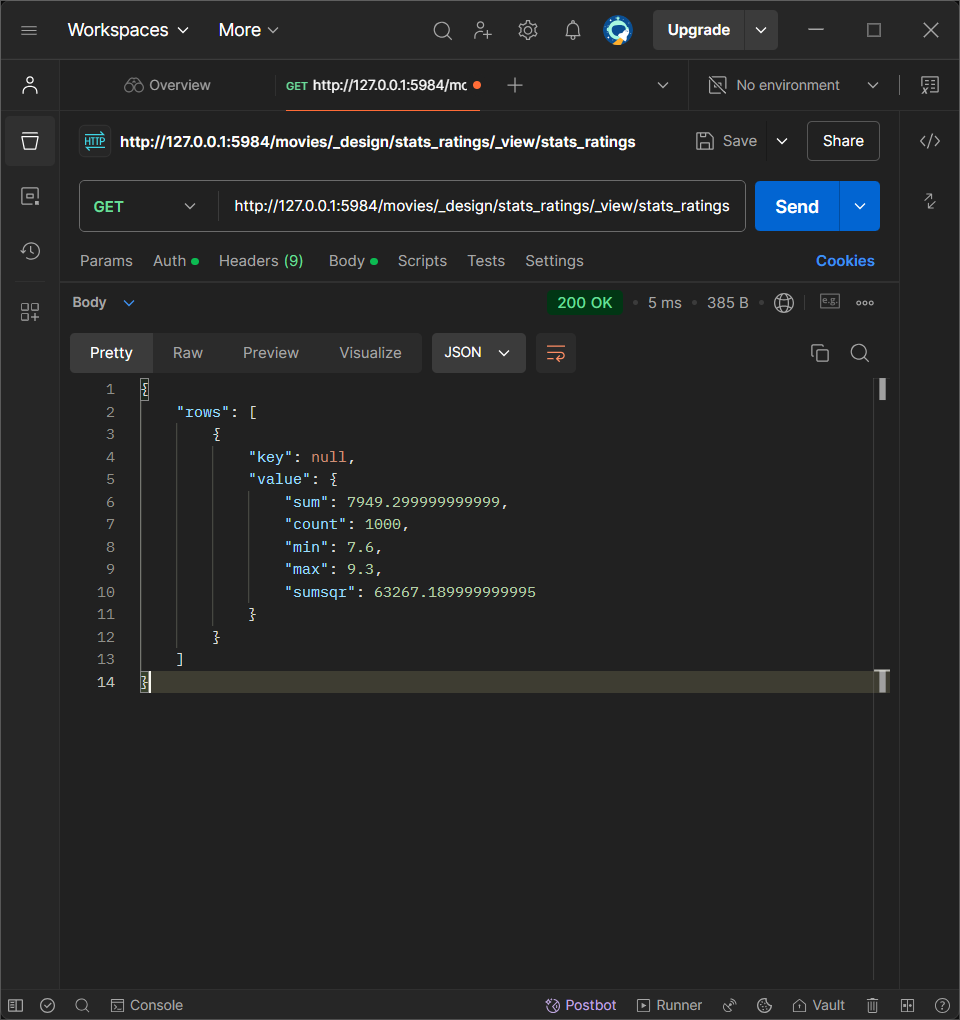 Workspaces More Upgrade
Overview GET http://127.0.0.1:5984/mo No environment
HTTP http://127.0.0.1:5984/movies/_design/stats_ratings/_view/stats_ratings Save Share
GET http://127.0.0.1:5984/movies/_design/stats_ratings/_view/stats_ratings Send
Params Auth Headers (9) Body Scripts Tests Settings Cookies
Body 200 OK 5 ms 385 B e.g.
Pretty Raw Preview Visualize JSON
1 {
2 "rows": [
3 {
4 "key": null,
5 "value": {
6 "sum": 7949.299999999999,
7 "count": 1000,
8 "min": 7.6,
9 "max": 9.3,
10 "sumsqr": 63267.189999999995
11 }
12 }
13 ]
14 }
Console Postbot Runner Vault